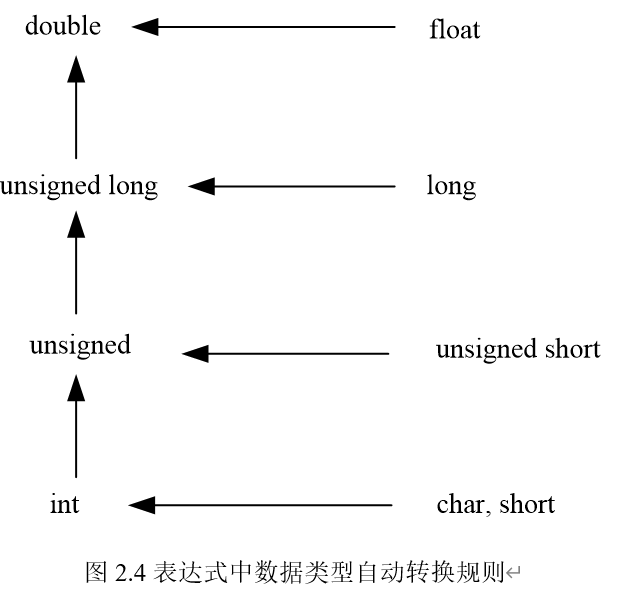 double float
unsigned long long
unsigned unsigned short
int char, short
图 2.4 表达式中数据类型自动转换规则↵